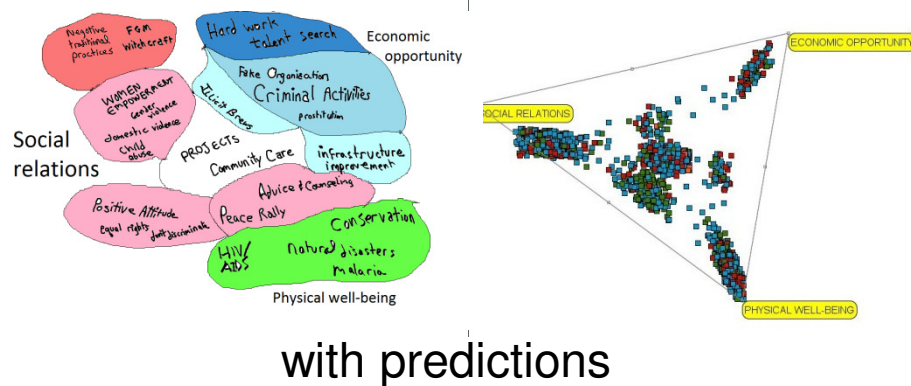 Negative
traditional
practices
FGM
witchcraft
Hard work
talent search
Economic
opportunity
Fake Organisation
Criminal Activities
prostitution
Illicit Brews
WOMEN
EMPOWERMENT
Gender
violence
domestic violence
Child
abuse
Social
relations
PROJECTS
Community Care
infrastructure
improvement
Advice & Counseling
Peace Rally
Positive Attitude
equal rights
don't discriminate
Conservation
HIV/
AIDS
Natural disasters
malaria
Physical well-being
ECONOMIC OPPORTUNITY
SOCIAL RELATIONS
PHYSICAL WELL-BEING
with predictions